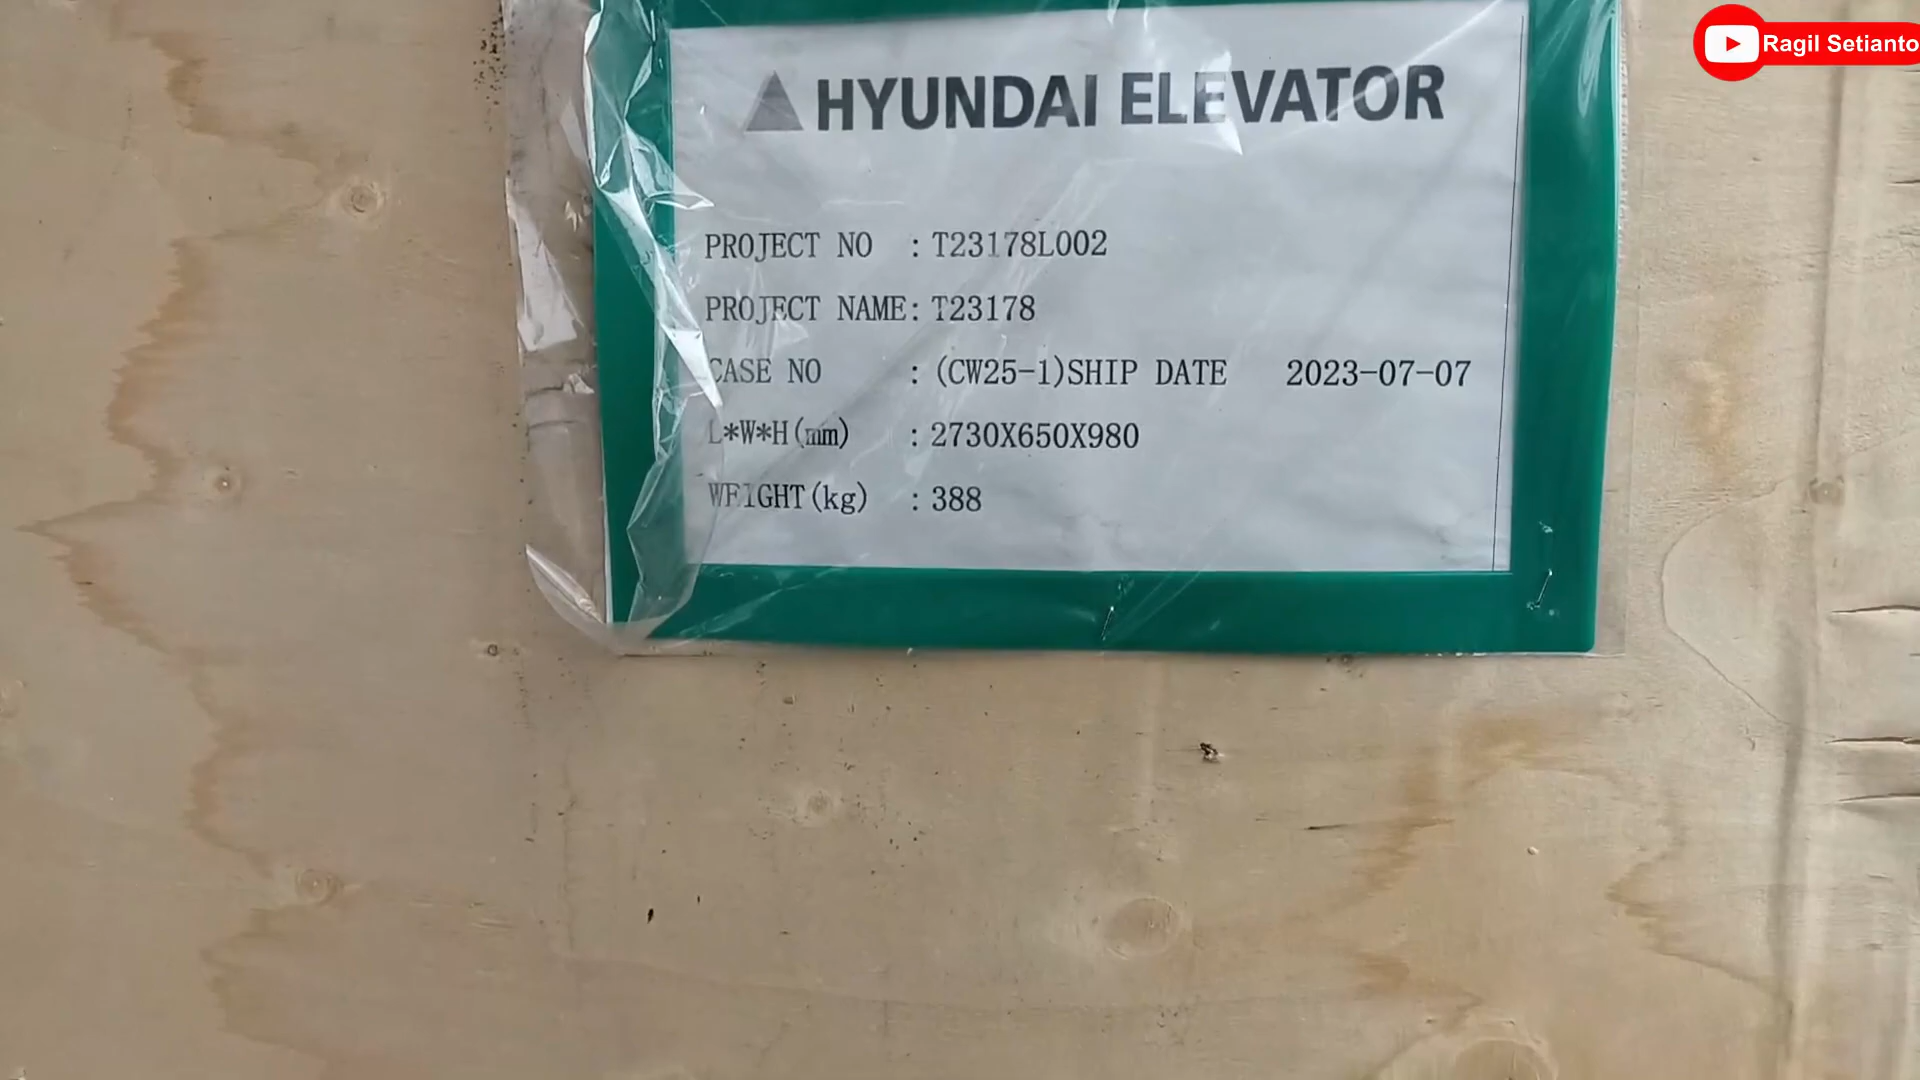 Ragil Setianto
HYUNDAI ELEVATOR
PROJECT NO : T23178L002
PROJECT NAME: T23178
CASE NO : (CW25-1)SHIP DATE 2023-07-07
L*W*H(mm) : 2730X650X980
WEIGHT(kg) : 388